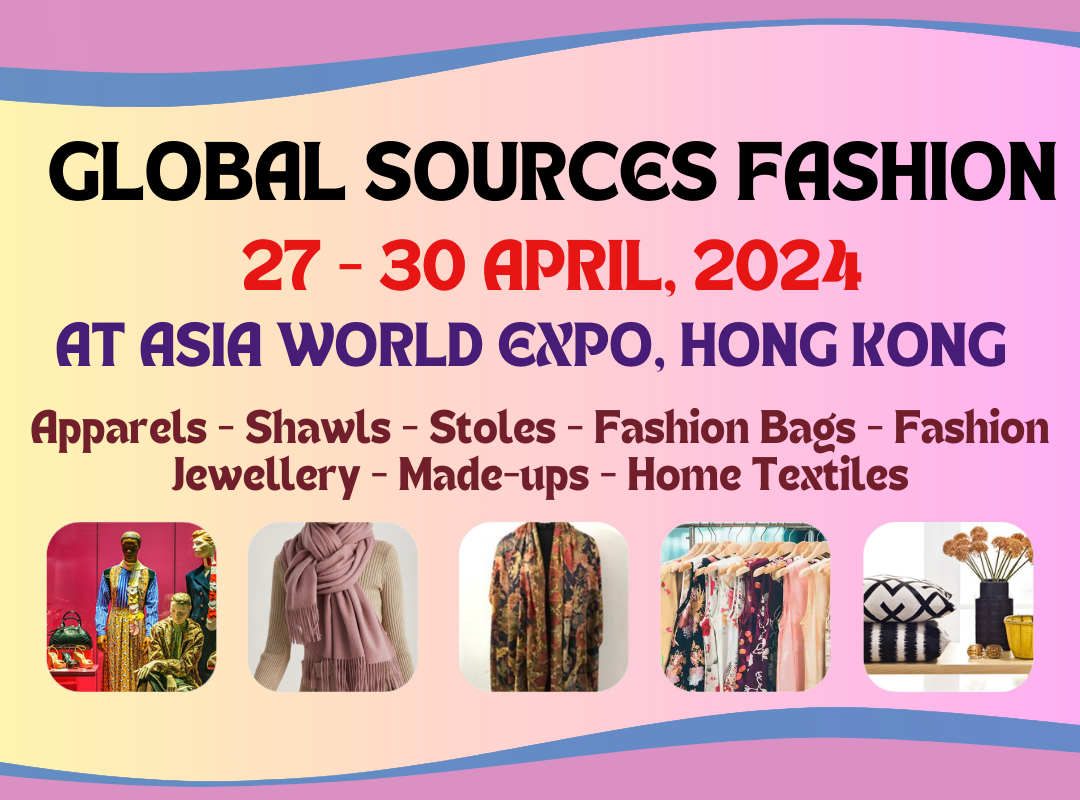 GLOBAL SOURCES FASHION
27 - 30 APRIL, 2024
AT ASIA WORLD EXPO, HONG KONG
Apparels - Shawls - Stoles - Fashion Bags - Fashion
Jewellery - Made-ups - Home Textiles